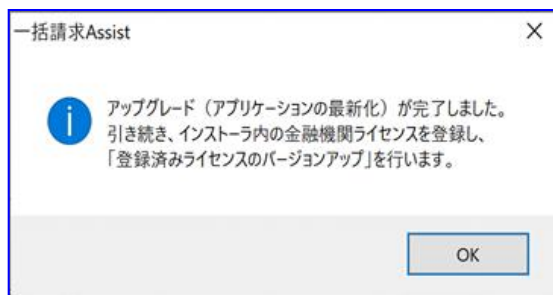 一括請求Assist
アップグレード（アプリケーションの最新化）が完了しました。
引き続き、インストーラ内の金融機関ライセンスを登録し、
「登録済みライセンスのバージョンアップ」を行います。
OK